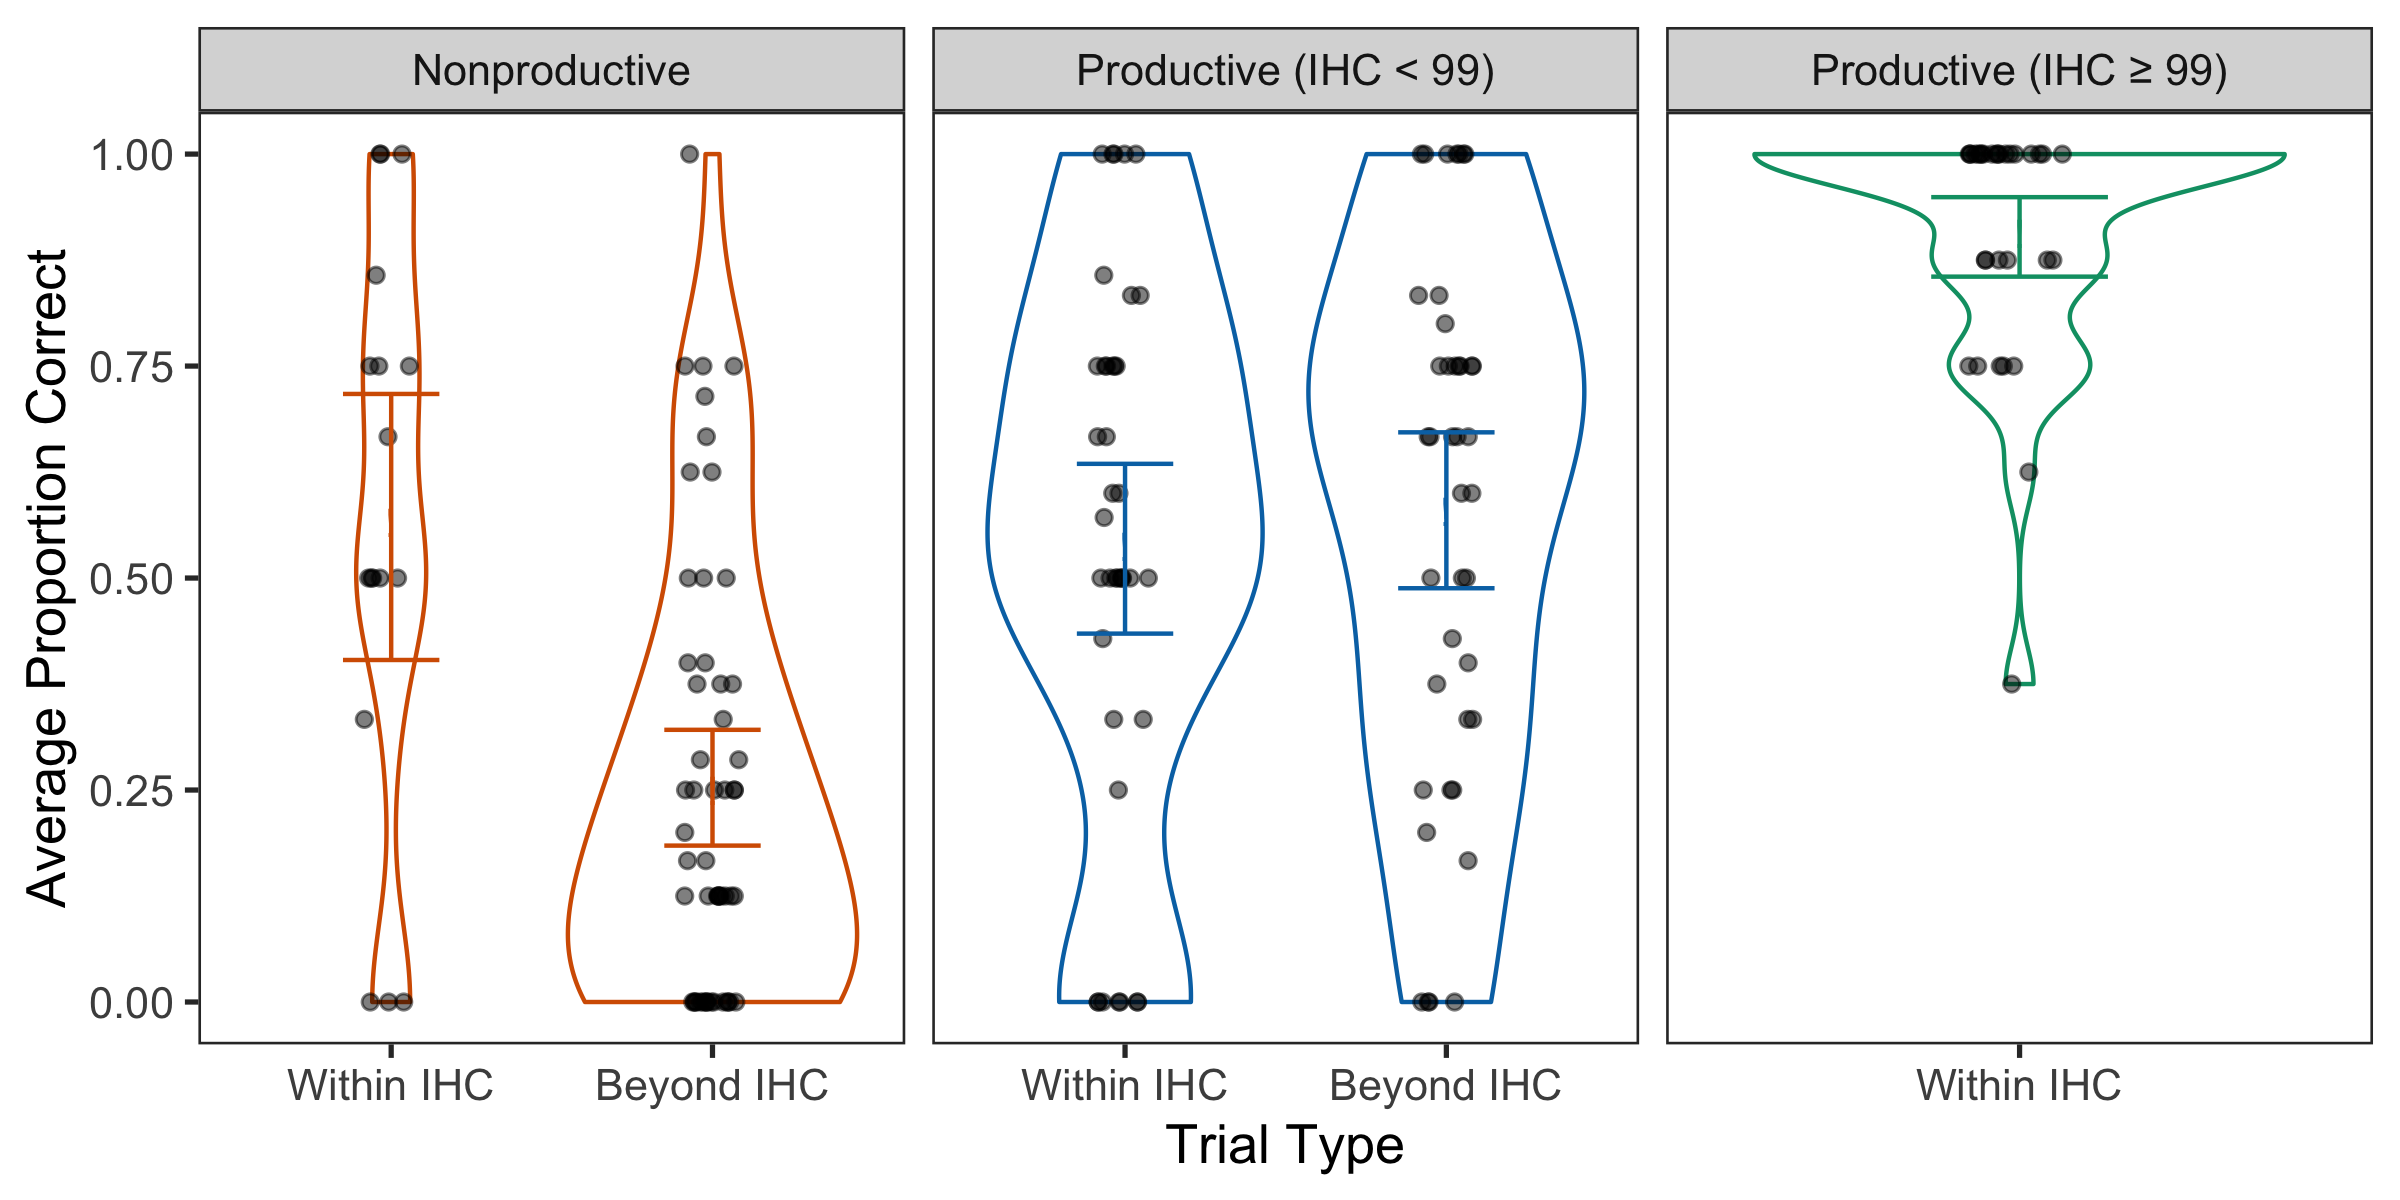 Nonproductive
Productive (IHC < 99)
Productive (IHC ≥ 99)
Average Proportion Correct
1.00
0.75
0.50
0.25
0.00
Within IHC
Beyond IHC
Within IHC
Beyond IHC
Within IHC
Trial Type